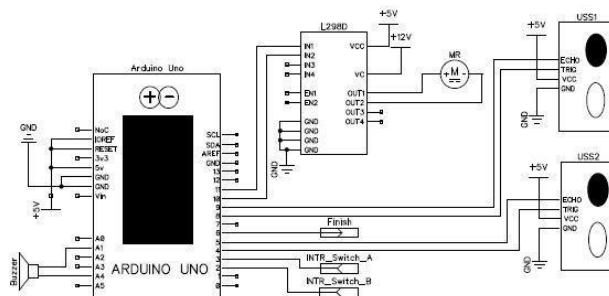 L298D
+5V
+12V
IN1
IN2
IN3
IN4
EN1
EN2
GND
GND
GND
GND
VCC
VC
OUT1
OUT2
OUT3
OUT4
GND
MR
+ M -
USS1
+5V
ECHO
TRIG
VCC
GND
GND
USS2
+5V
ECHO
TRIG
VCC
GND
GND
Arduino Uno
NoC
IOREF
RESET
3v3
5v
GND
GND
Vin
GND
+5V
A0
A1
A2
A3
A4
A5
Buzzer
ARDUINO UNO
SCL
SDA
AREF
GND
13
12
11
10
9
8
7
6
5
4
3
2
1
0
Finish
INTR_Switch_A
INTR_Switch_B